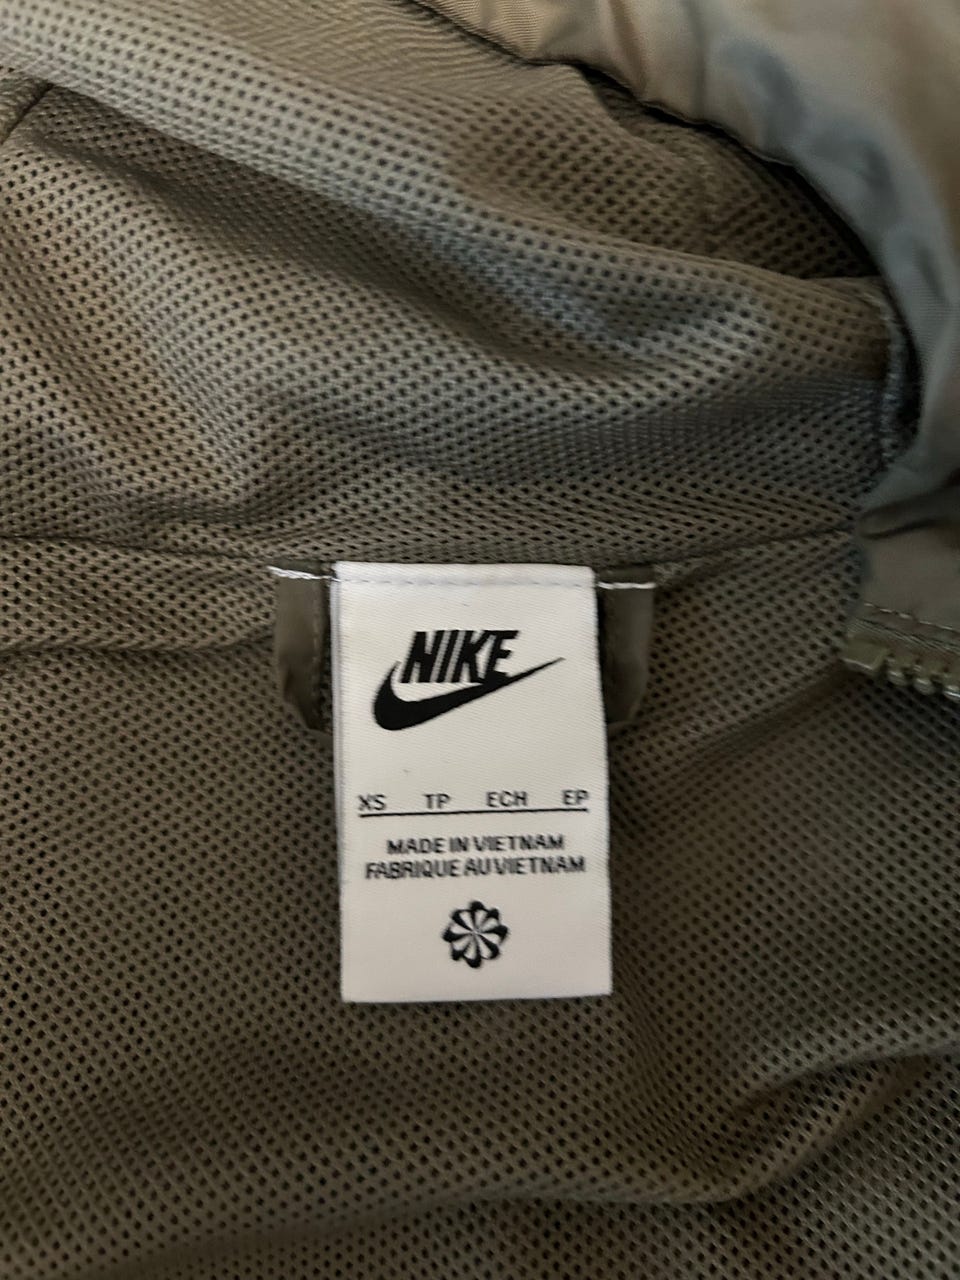 NIKE
XS TP ECH EP
MADE IN VIETNAM
FABRIQUE AU VIETNAM